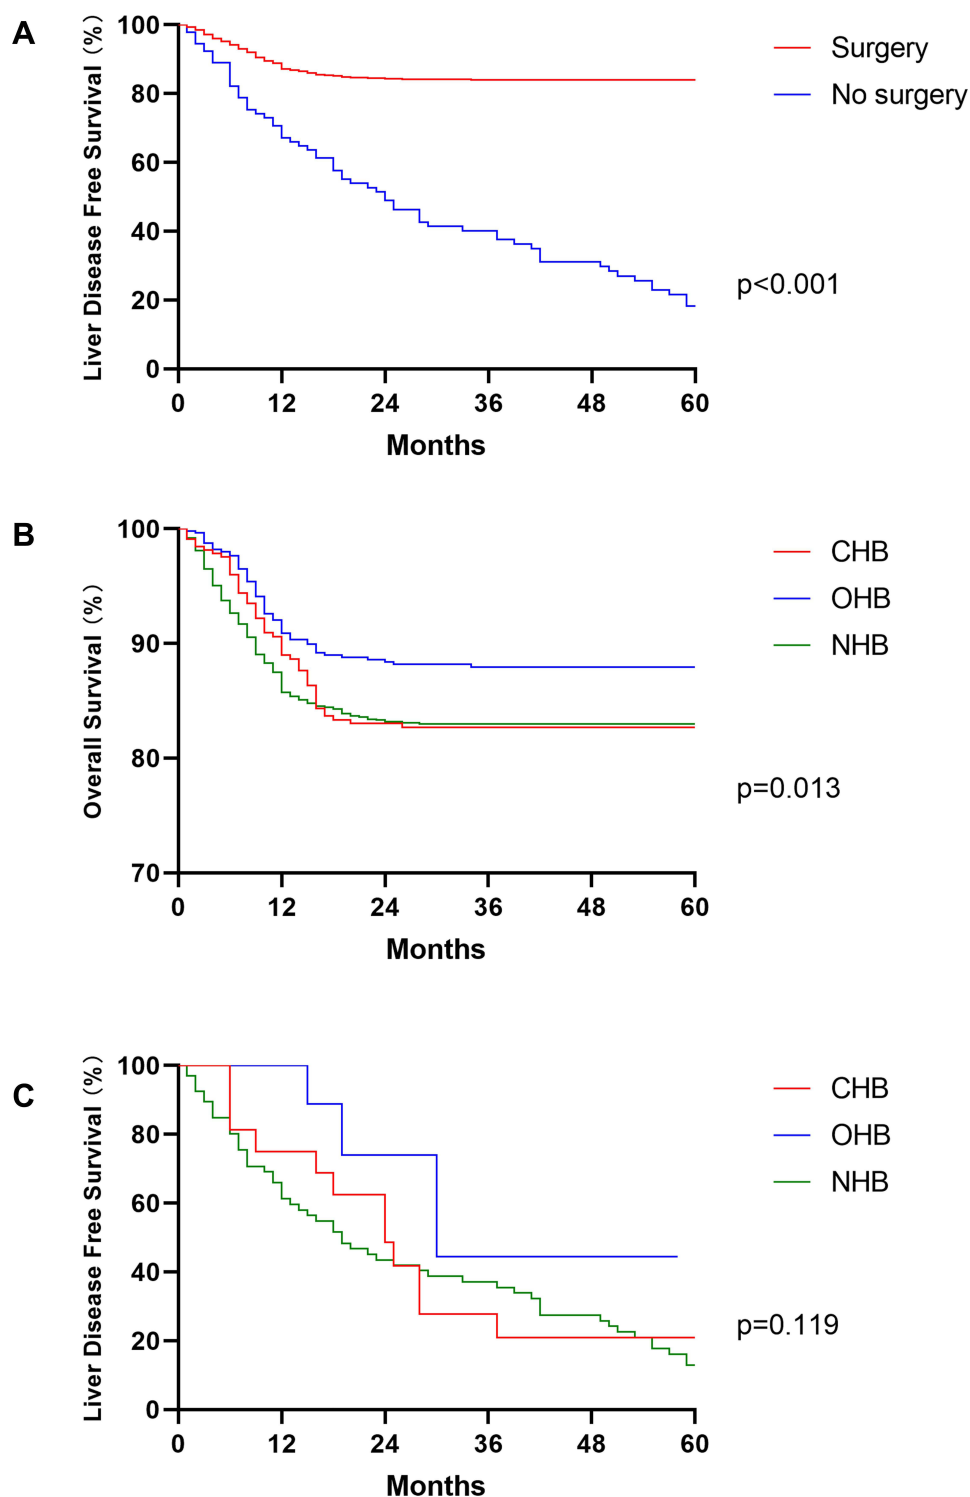 A
Liver Disease Free Survival (%)
100
80
60
40
20
0
0 12 24 36 48 60
Months
Surgery
No surgery
p<0.001
B
Overall Survival (%)
100
90
80
70
0 12 24 36 48 60
Months
CHB
OHB
NHB
p=0.013
C
Liver Disease Free Survival (%)
100
80
60
40
20
0
0 12 24 36 48 60
Months
CHB
OHB
NHB
p=0.119